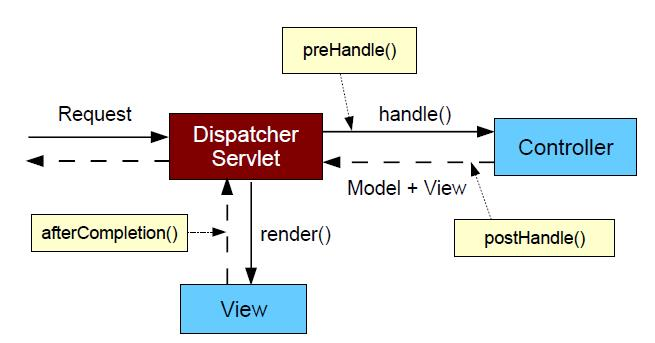 preHandle()
Request
handle()
Dispatcher
Servlet
Controller
Model + View
afterCompletion()
render()
postHandle()
View